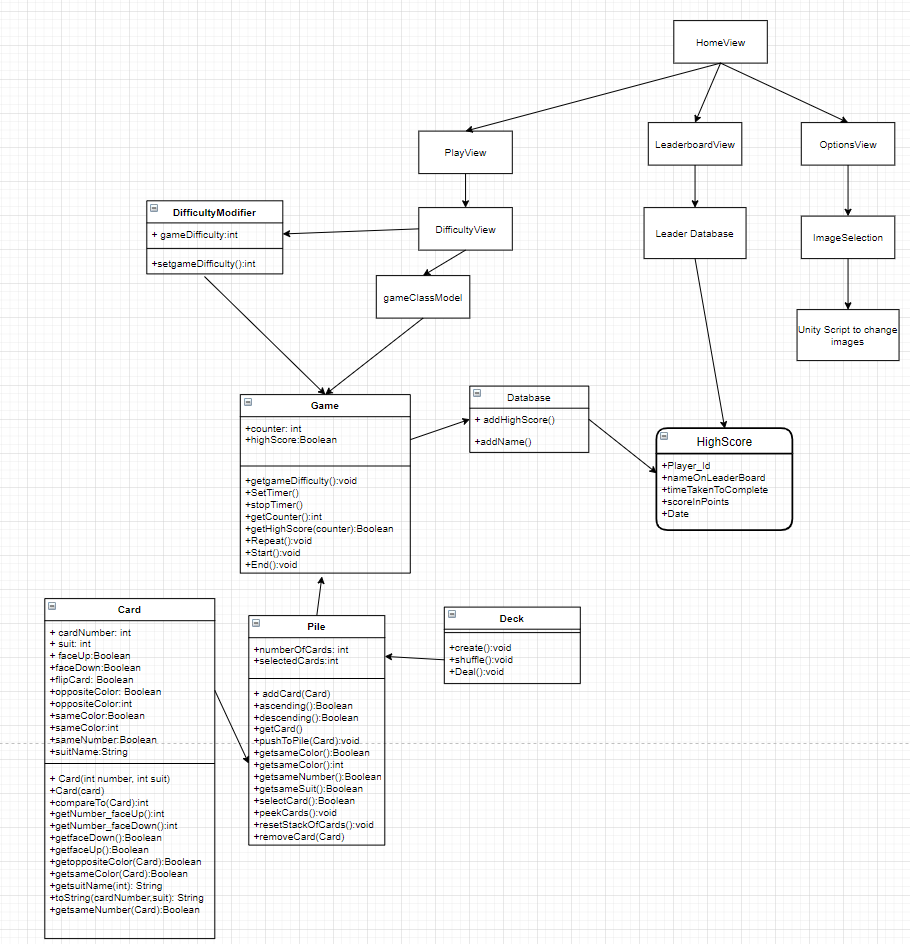 HomeView
PlayView
LeaderboardView
OptionsView
DifficultyModifier
+ gameDifficulty:int
+setgameDifficulty():int
DifficultyView
Leader Database
ImageSelection
gameClassModel
Unity Script to change
images
Game
+counter: int
+highScore:Boolean
+getgameDifficulty():void
+SetTimer()
+stopTimer()
+getCounter():int
+getHighScore(counter):Boolean
+Repeat():void
+Start():void
+End():void
Database
+ addHighScore()
+addName()
HighScore
+Player_Id
+nameOnLeaderBoard
+timeTakenToComplete
+scoreInPoints
+Date
Card
+ cardNumber: int
+ suit: int
+ faceUp:Boolean
+faceDown:Boolean
+flipCard: Boolean
+oppositeColor: Boolean
+oppositeColor:int
+sameColor:Boolean
+sameColor:int
+sameNumber:Boolean
+suitName:String
+ Card(int number, int suit)
+Card(card)
+compareTo(Card):int
+getNumber_faceUp():int
+getNumber_faceDown():int
+getfaceDown():Boolean
+getfaceUp():Boolean
+getoppositeColor(Card):Boolean
+getsameColor(Card):Boolean
+getsuitName(int): String
+toString(cardNumber,suit): String
+getsameNumber(Card):Boolean
Pile
+numberOfCards: int
+selectedCards:int
+ addCard(Card)
+ascending():Boolean
+descending():Boolean
+getCard()
+pushToPile(Card):void
+getsameColor():Boolean
+getsameColor():int
+getsameNumber():Boolean
+getsameSuit():Boolean
+selectCard():Boolean
+peekCards():void
+resetStackOfCards():void
+removeCard(Card)
Deck
+create():void
+shuffle():void
+Deal():void